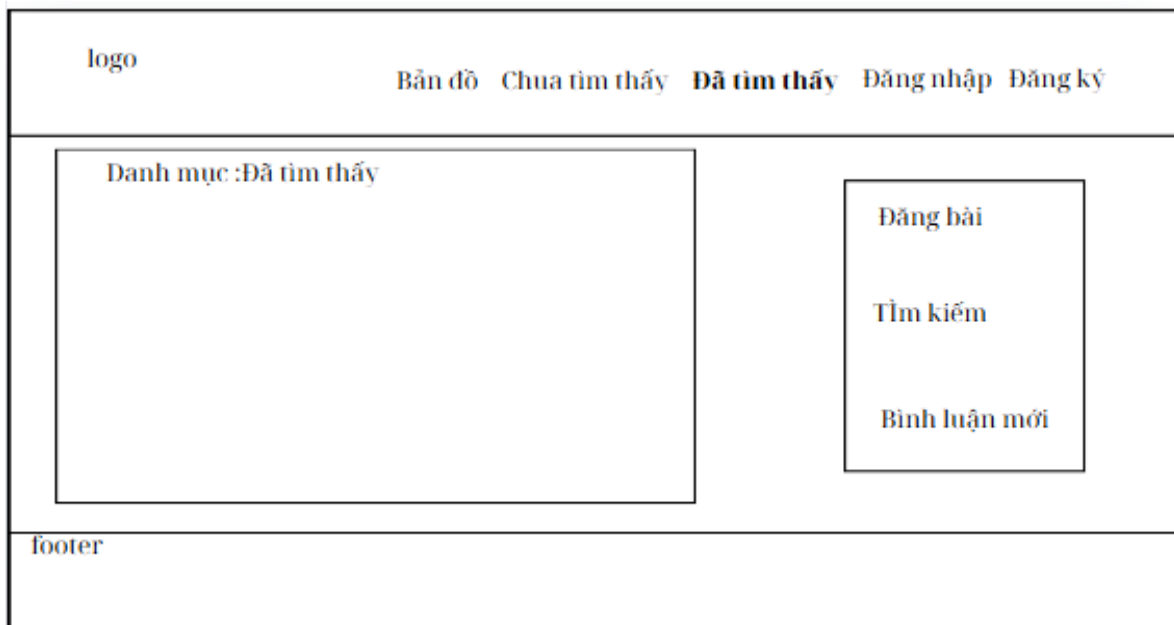 logo
Bản đồ Chua tìm thấy Đã tìm thấy Đăng nhập Đăng ký
Danh mục :Đã tìm thấy
Đăng bài
TÌm kiếm
Bình luận mới
footer